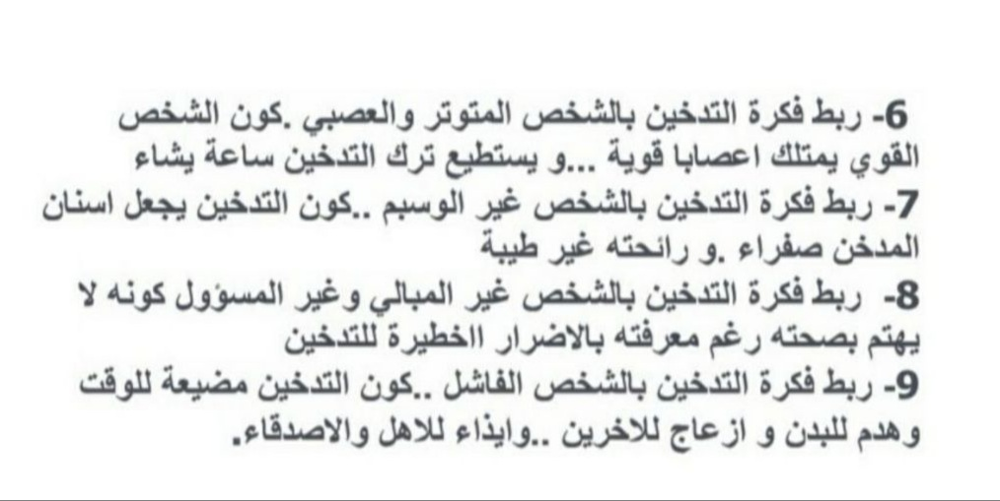 6- ربط فكرة التدخين بالشخص المتوتر والعصبي .كون الشخص
القوي يمتلك اعصابا قوية ...و يستطيع ترك التدخين ساعة يشاء
7- ربط فكرة التدخين بالشخص غير الوسيم ..كون التدخين يجعل اسنان
المدخن صفراء .و رائحته غير طيبة
8- ربط فكرة التدخين بالشخص غير المبالي وغير المسؤول كونه لا
يهتم بصحته رغم معرفته بالاضرار ااخطيرة للتدخين
9- ربط فكرة التدخين بالشخص الفاشل ..كون التدخين مضيعة للوقت
وهدم للبدن و ازعاج للاخرين ..وايذاء للاهل والاصدقاء.